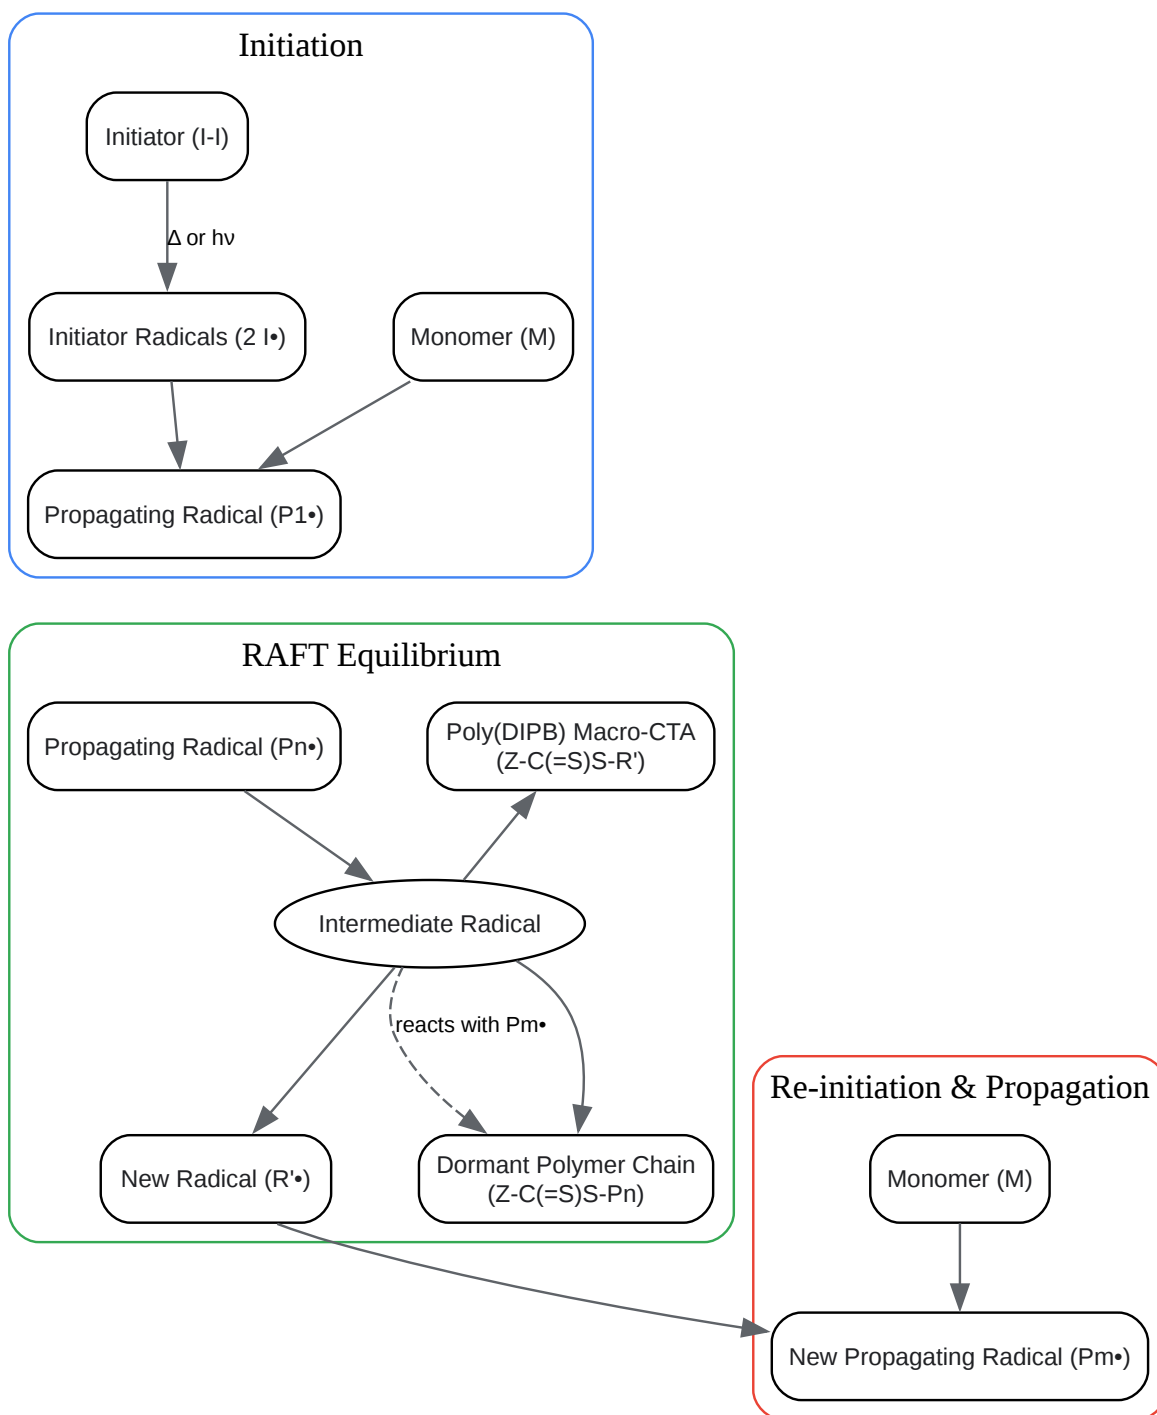 Initiation
Initiator (I-I)
Δ or hν
Initiator Radicals (2 I•)
Monomer (M)
Propagating Radical (P1•)
RAFT Equilibrium
Propagating Radical (Pn•)
Poly(DIPB) Macro-CTA
(Z-C(=S)S-R')
Intermediate Radical
reacts with Pm•
New Radical (R'•)
Dormant Polymer Chain
(Z-C(=S)S-Pn)
Re-initiation & Propagation
Monomer (M)
New Propagating Radical (Pm•)